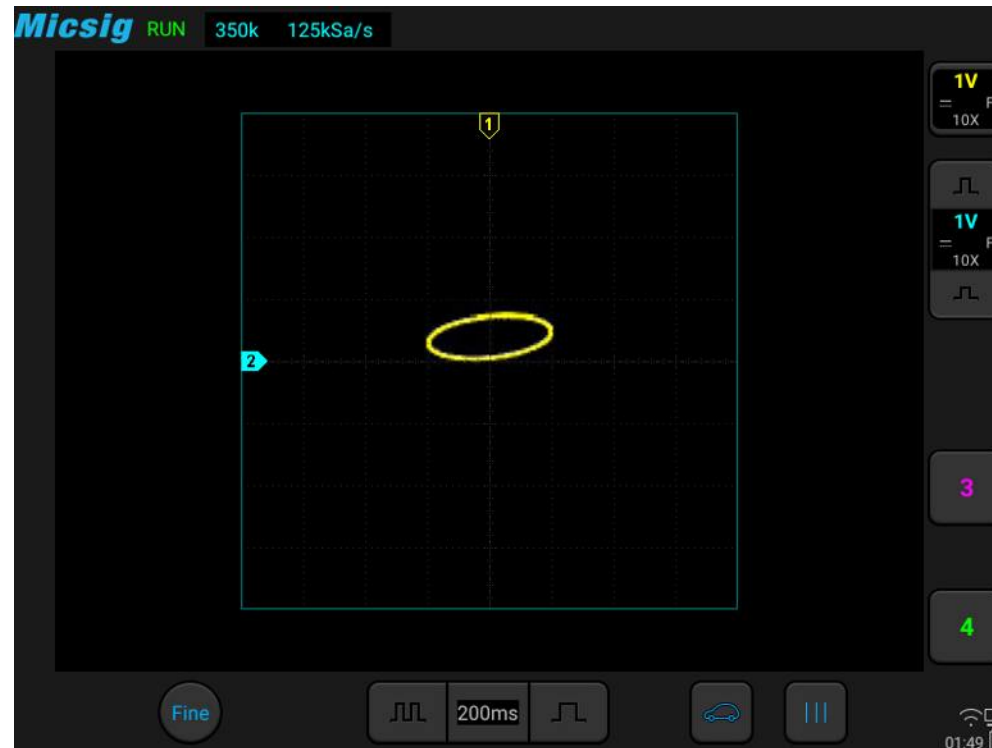 Micsig RUN 350k 125kSa/s
1V
F
10X
1
1V
F
10X
2
3
4
Fine
200ms
01:49